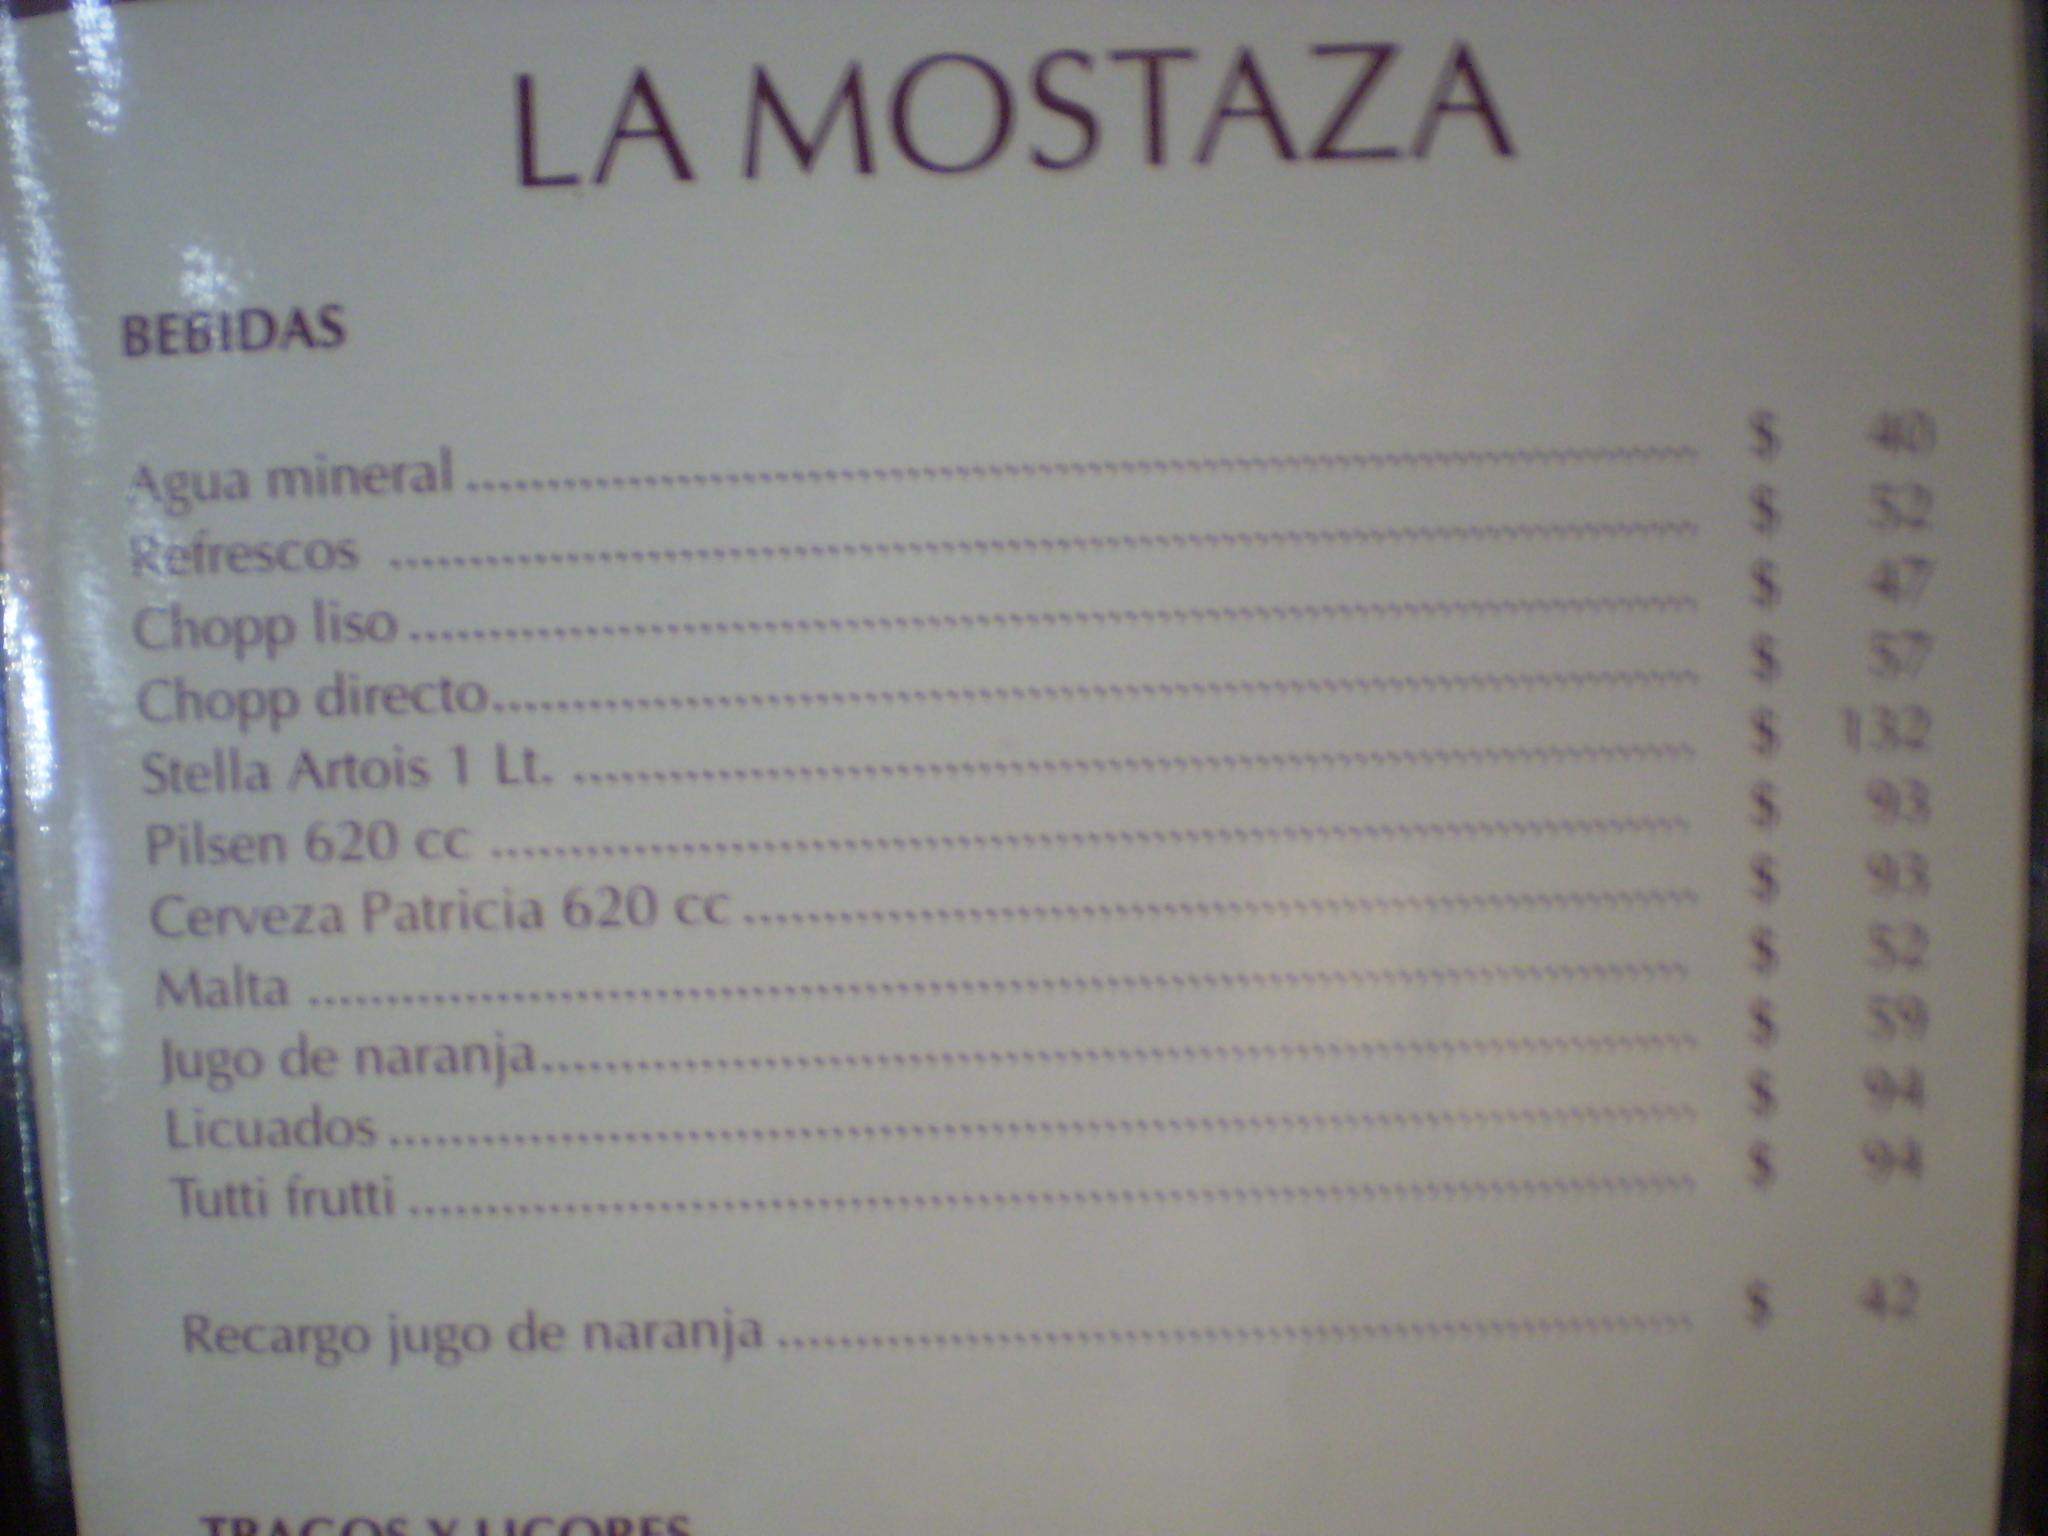 LA MOSTAZA
BEBIDAS
Agua mineral ........ $ 40
Refrescos ........ $ 52
Chopp liso ........ $ 47
Chopp directo ........ $ 57
Stella Artois 1 Lt. ........ $ 132
Pilsen 620 cc ........ $ 93
Cerveza Patricia 620 cc ........ $ 93
Malta ........ $ 52
Jugo de naranja ........ $ 59
Licuados ........ $ 94
Tutti frutti ........ $ 94
Recargo jugo de naranja ........ $ 42
TRAGOS Y LICORES